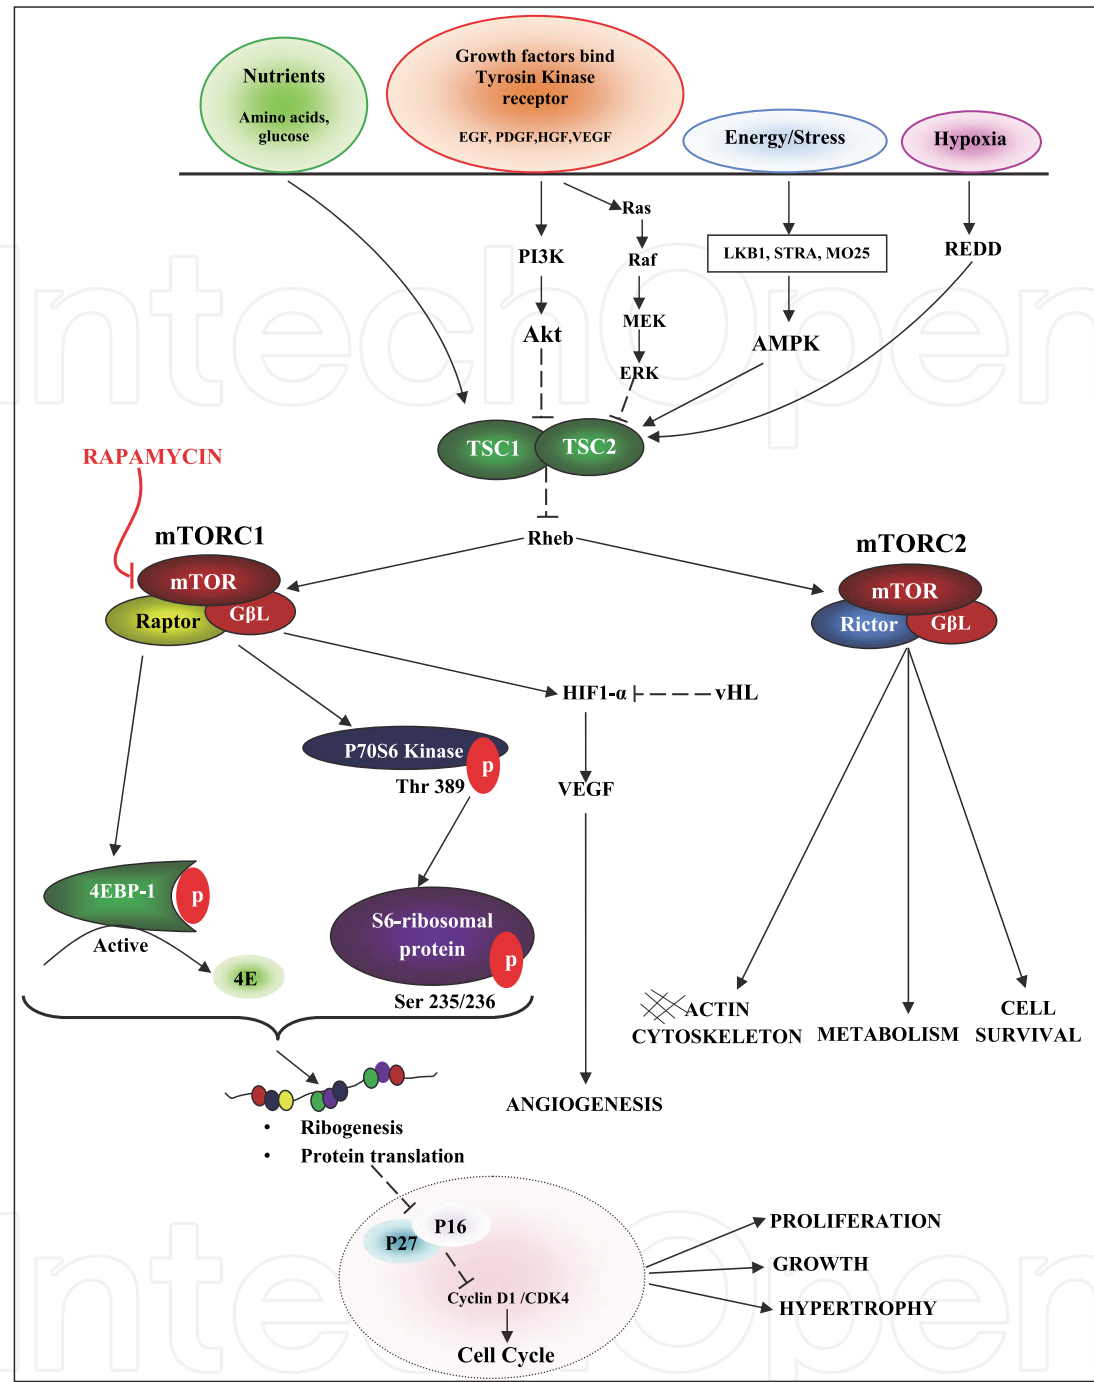 Nutrients
Amino acids,
glucose
Growth factors bind
Tyrosin Kinase
receptor
EGF, PDGF,HGF,VEGF
Energy/Stress
Hypoxia
Ras
PI3K
Raf
LKB1, STRA, MO25
REDD
MEK
Akt
AMPK
ERK
TSC1
TSC2
RAPAMYCIN
mTORC1
Rheb
mTORC2
mTOR
Raptor
GβL
mTOR
Rictor
GβL
HIF1-α
vHL
P70S6 Kinase
p
Thr 389
VEGF
4EBP-1
p
Active
4E
S6-ribosomal
protein
p
Ser 235/236
ACTIN
CYTOSKELETON
METABOLISM
CELL
SURVIVAL
ANGIOGENESIS
• Ribogenesis
• Protein translation
P16
P27
Cyclin D1 /CDK4
Cell Cycle
PROLIFERATION
GROWTH
HYPERTROPHY
IntechOpen
IntechOpen